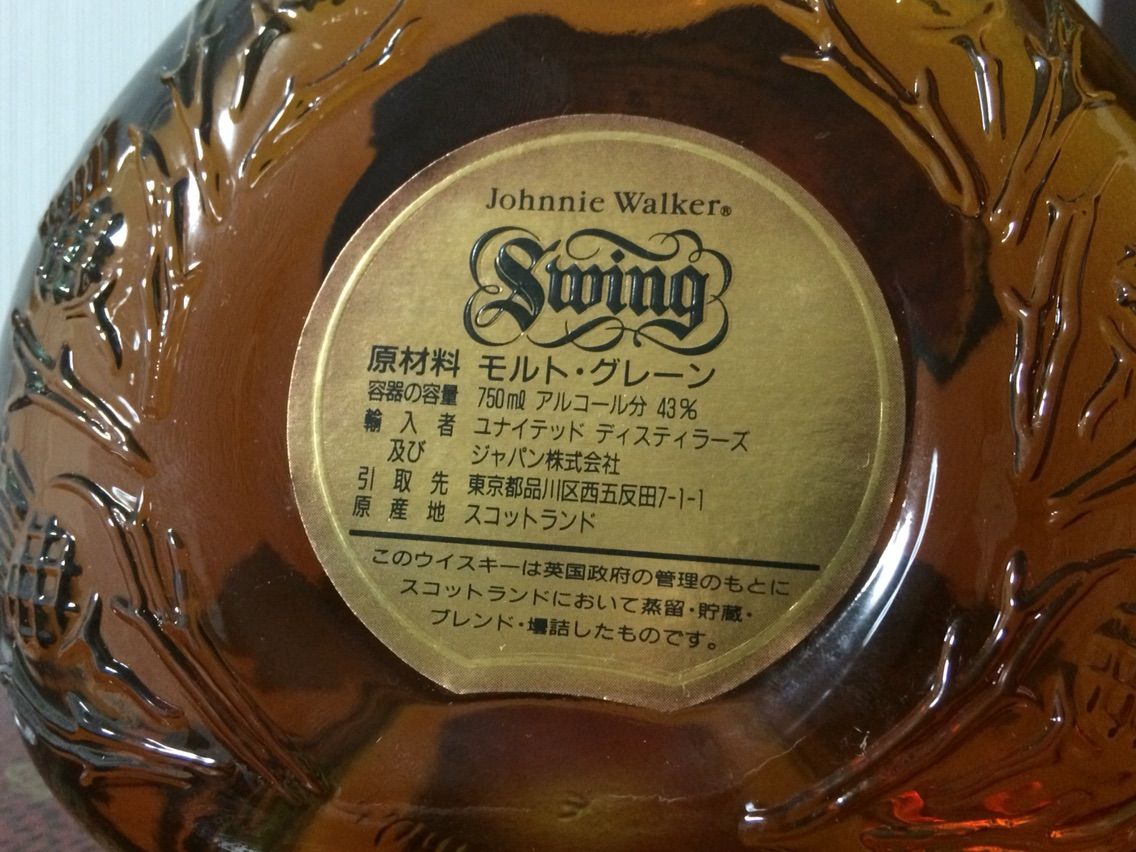 Johnnie Walker®
Swing
原材料 モルト・グレーン
容器の容量 750mℓ アルコール分 43%
輸入者 ユナイテッド ディスティラーズ
及び ジャパン株式会社
引取先 東京都品川区西五反田7-1-1
原産地 スコットランド
このウイスキーは英国政府の管理のもとに
スコットランドにおいて蒸留・貯蔵・
ブレンド・壜詰したものです。